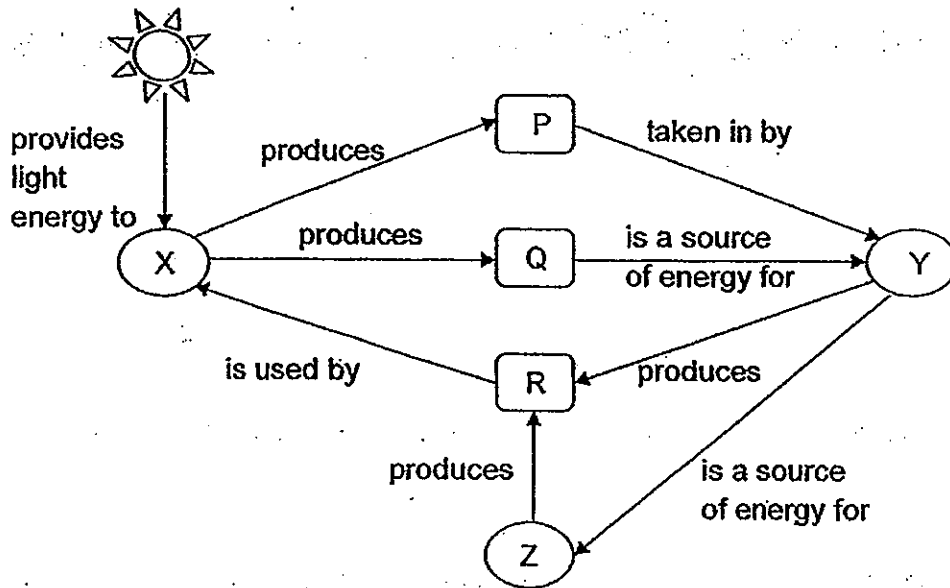 P
provides
light
energy to
produces
taken in by
X
produces
Q
is a source
of energy for
Y
is used by
R
produces
produces
is a source
of energy for
Z